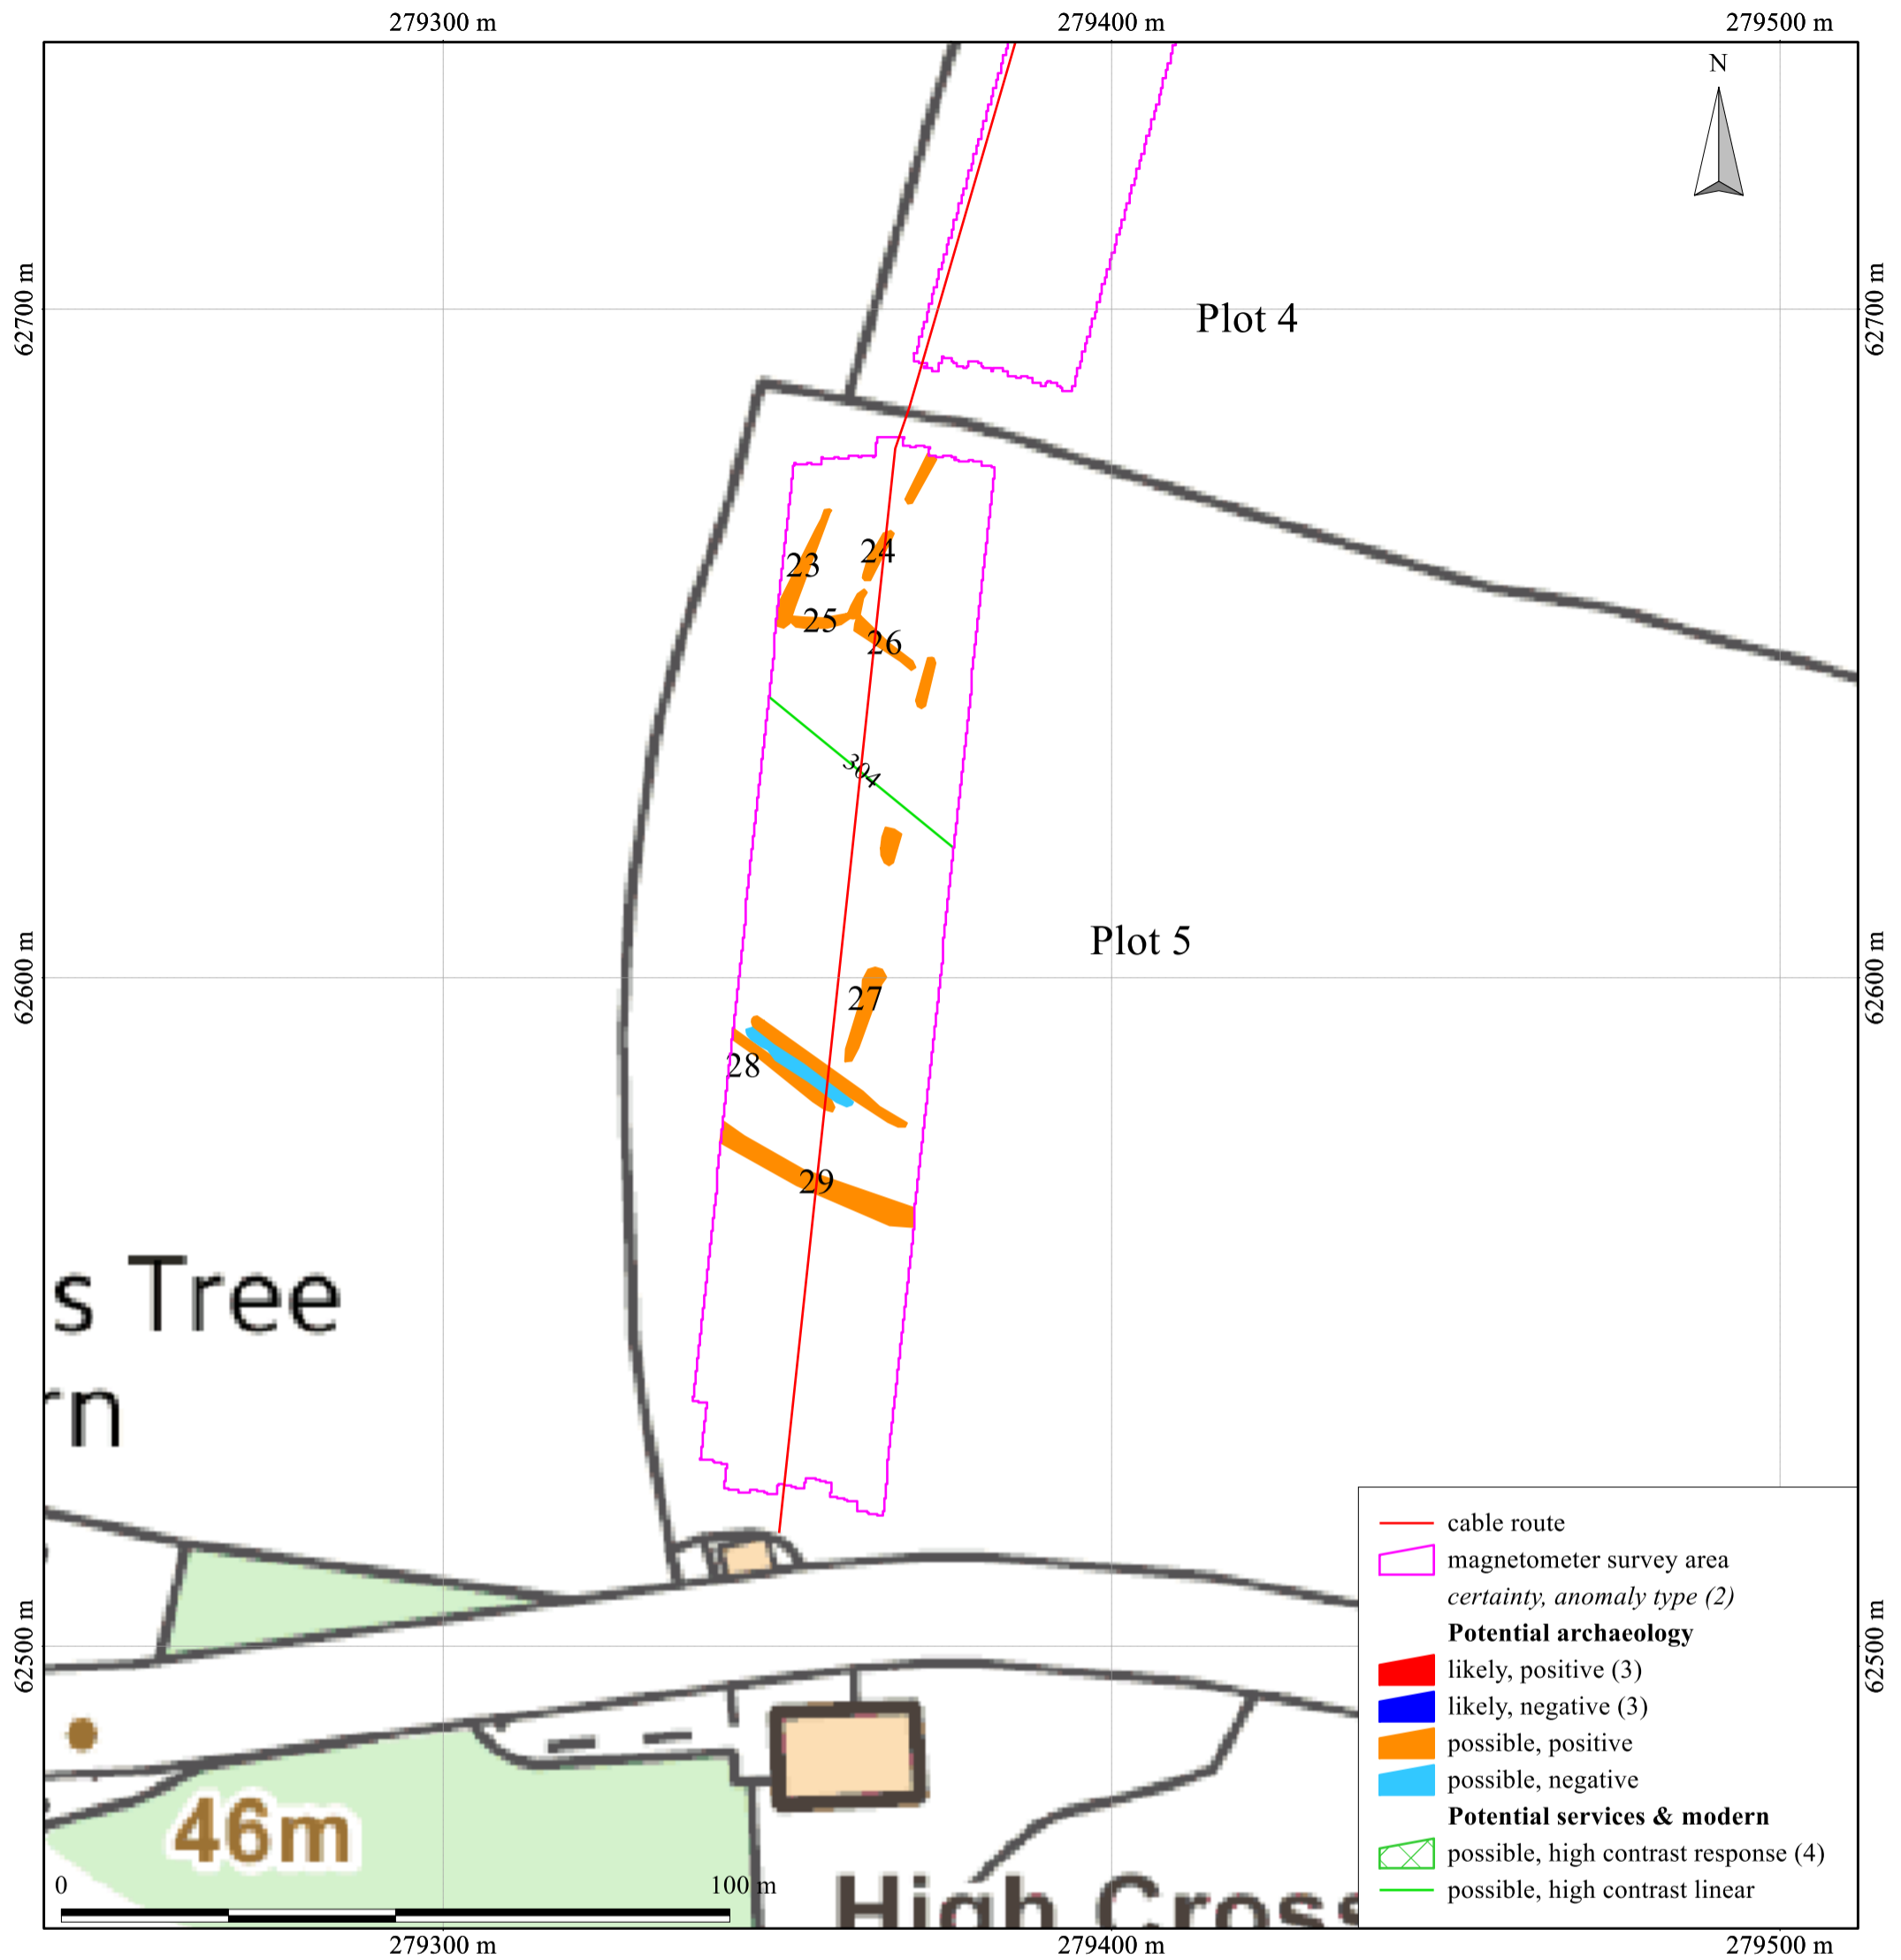 279300 m
279400 m
279500 m
N
62700 m
62700 m
Plot 4
23
24
25
26
304
62600 m
62600 m
Plot 5
27
28
29
s Tree
rn
cable route
magnetometer survey area
certainty, anomaly type (2)
Potential archaeology
likely, positive (3)
likely, negative (3)
possible, positive
possible, negative
Potential services & modern
possible, high contrast response (4)
possible, high contrast linear
62500 m
62500 m
46m
0
100 m
High Cross
279300 m
279400 m
279500 m